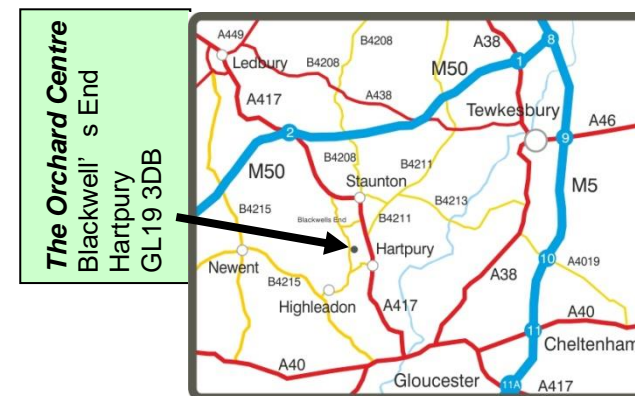 The Orchard Centre
Blackwell’s End
Hartpury
GL19 3DB
A449
B4208
A38
8
Ledbury
B4208
M50
1
A417
A438
Tewkesbury
A46
2
9
M50
B4208
B4211
Staunton
M5
B4215
B4213
Blackwells End
B4211
Hartpury
Newent
10
A4019
B4215
A38
Highleadon
A417
A40
11
Cheltenham
A40
Gloucester
11A
A417